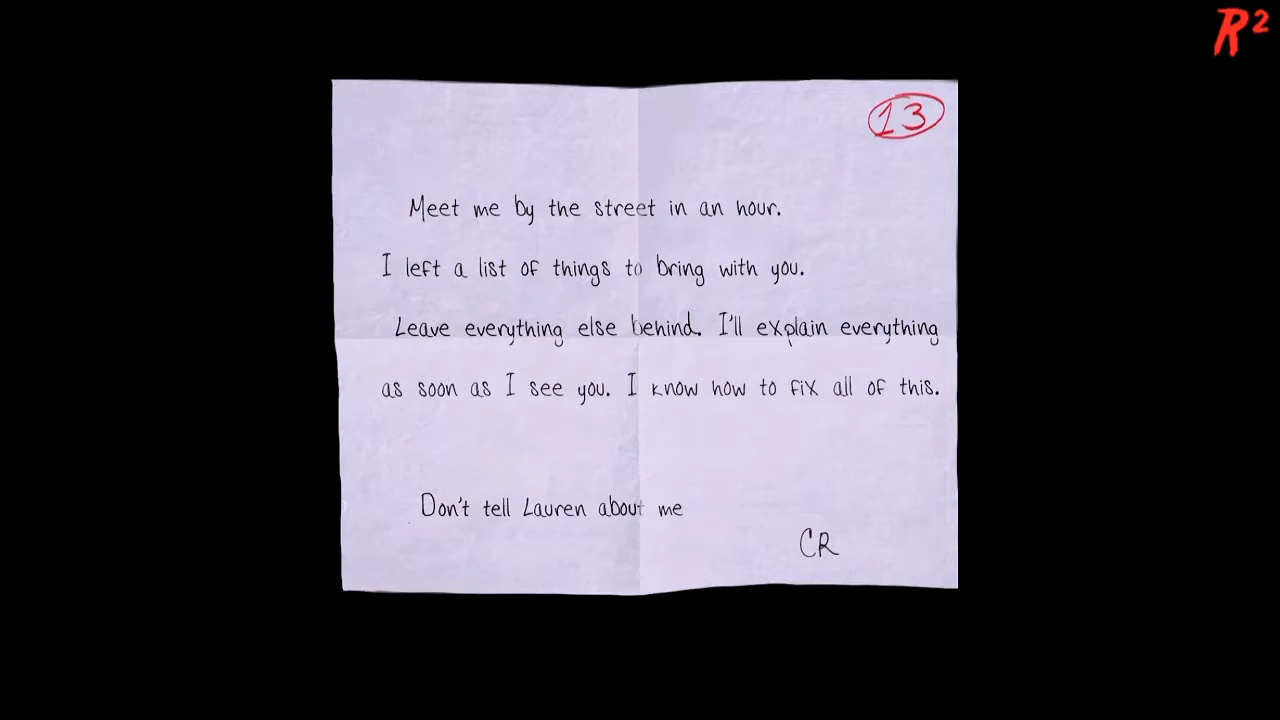 R²
13
Meet me by the street in an hour.
I left a list of things to bring with you.
Leave everything else behind. I'll explain everything
as soon as I see you. I know how to fix all of this.
Don't tell Lauren about me
CR